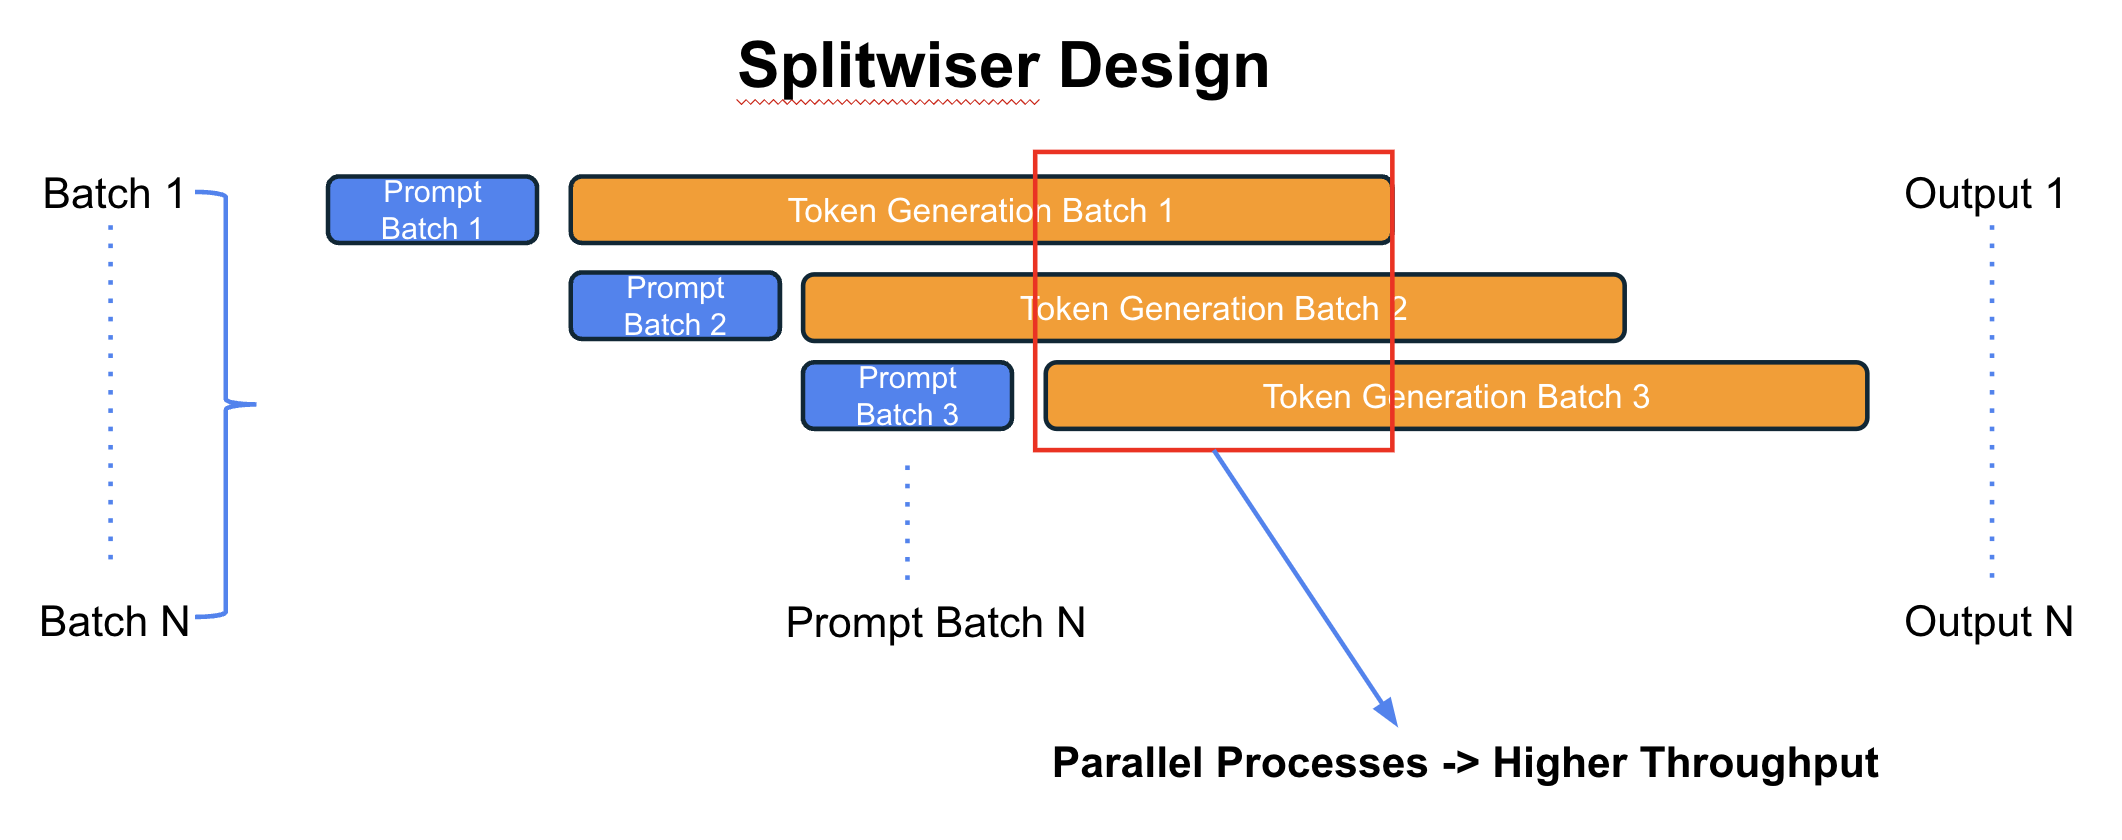 Splitwiser Design
Batch 1
Prompt
Batch 1
Token Generation Batch 1
Output 1
Prompt
Batch 2
Token Generation Batch 2
Prompt
Batch 3
Token Generation Batch 3
Batch N
Prompt Batch N
Output N
Parallel Processes -> Higher Throughput